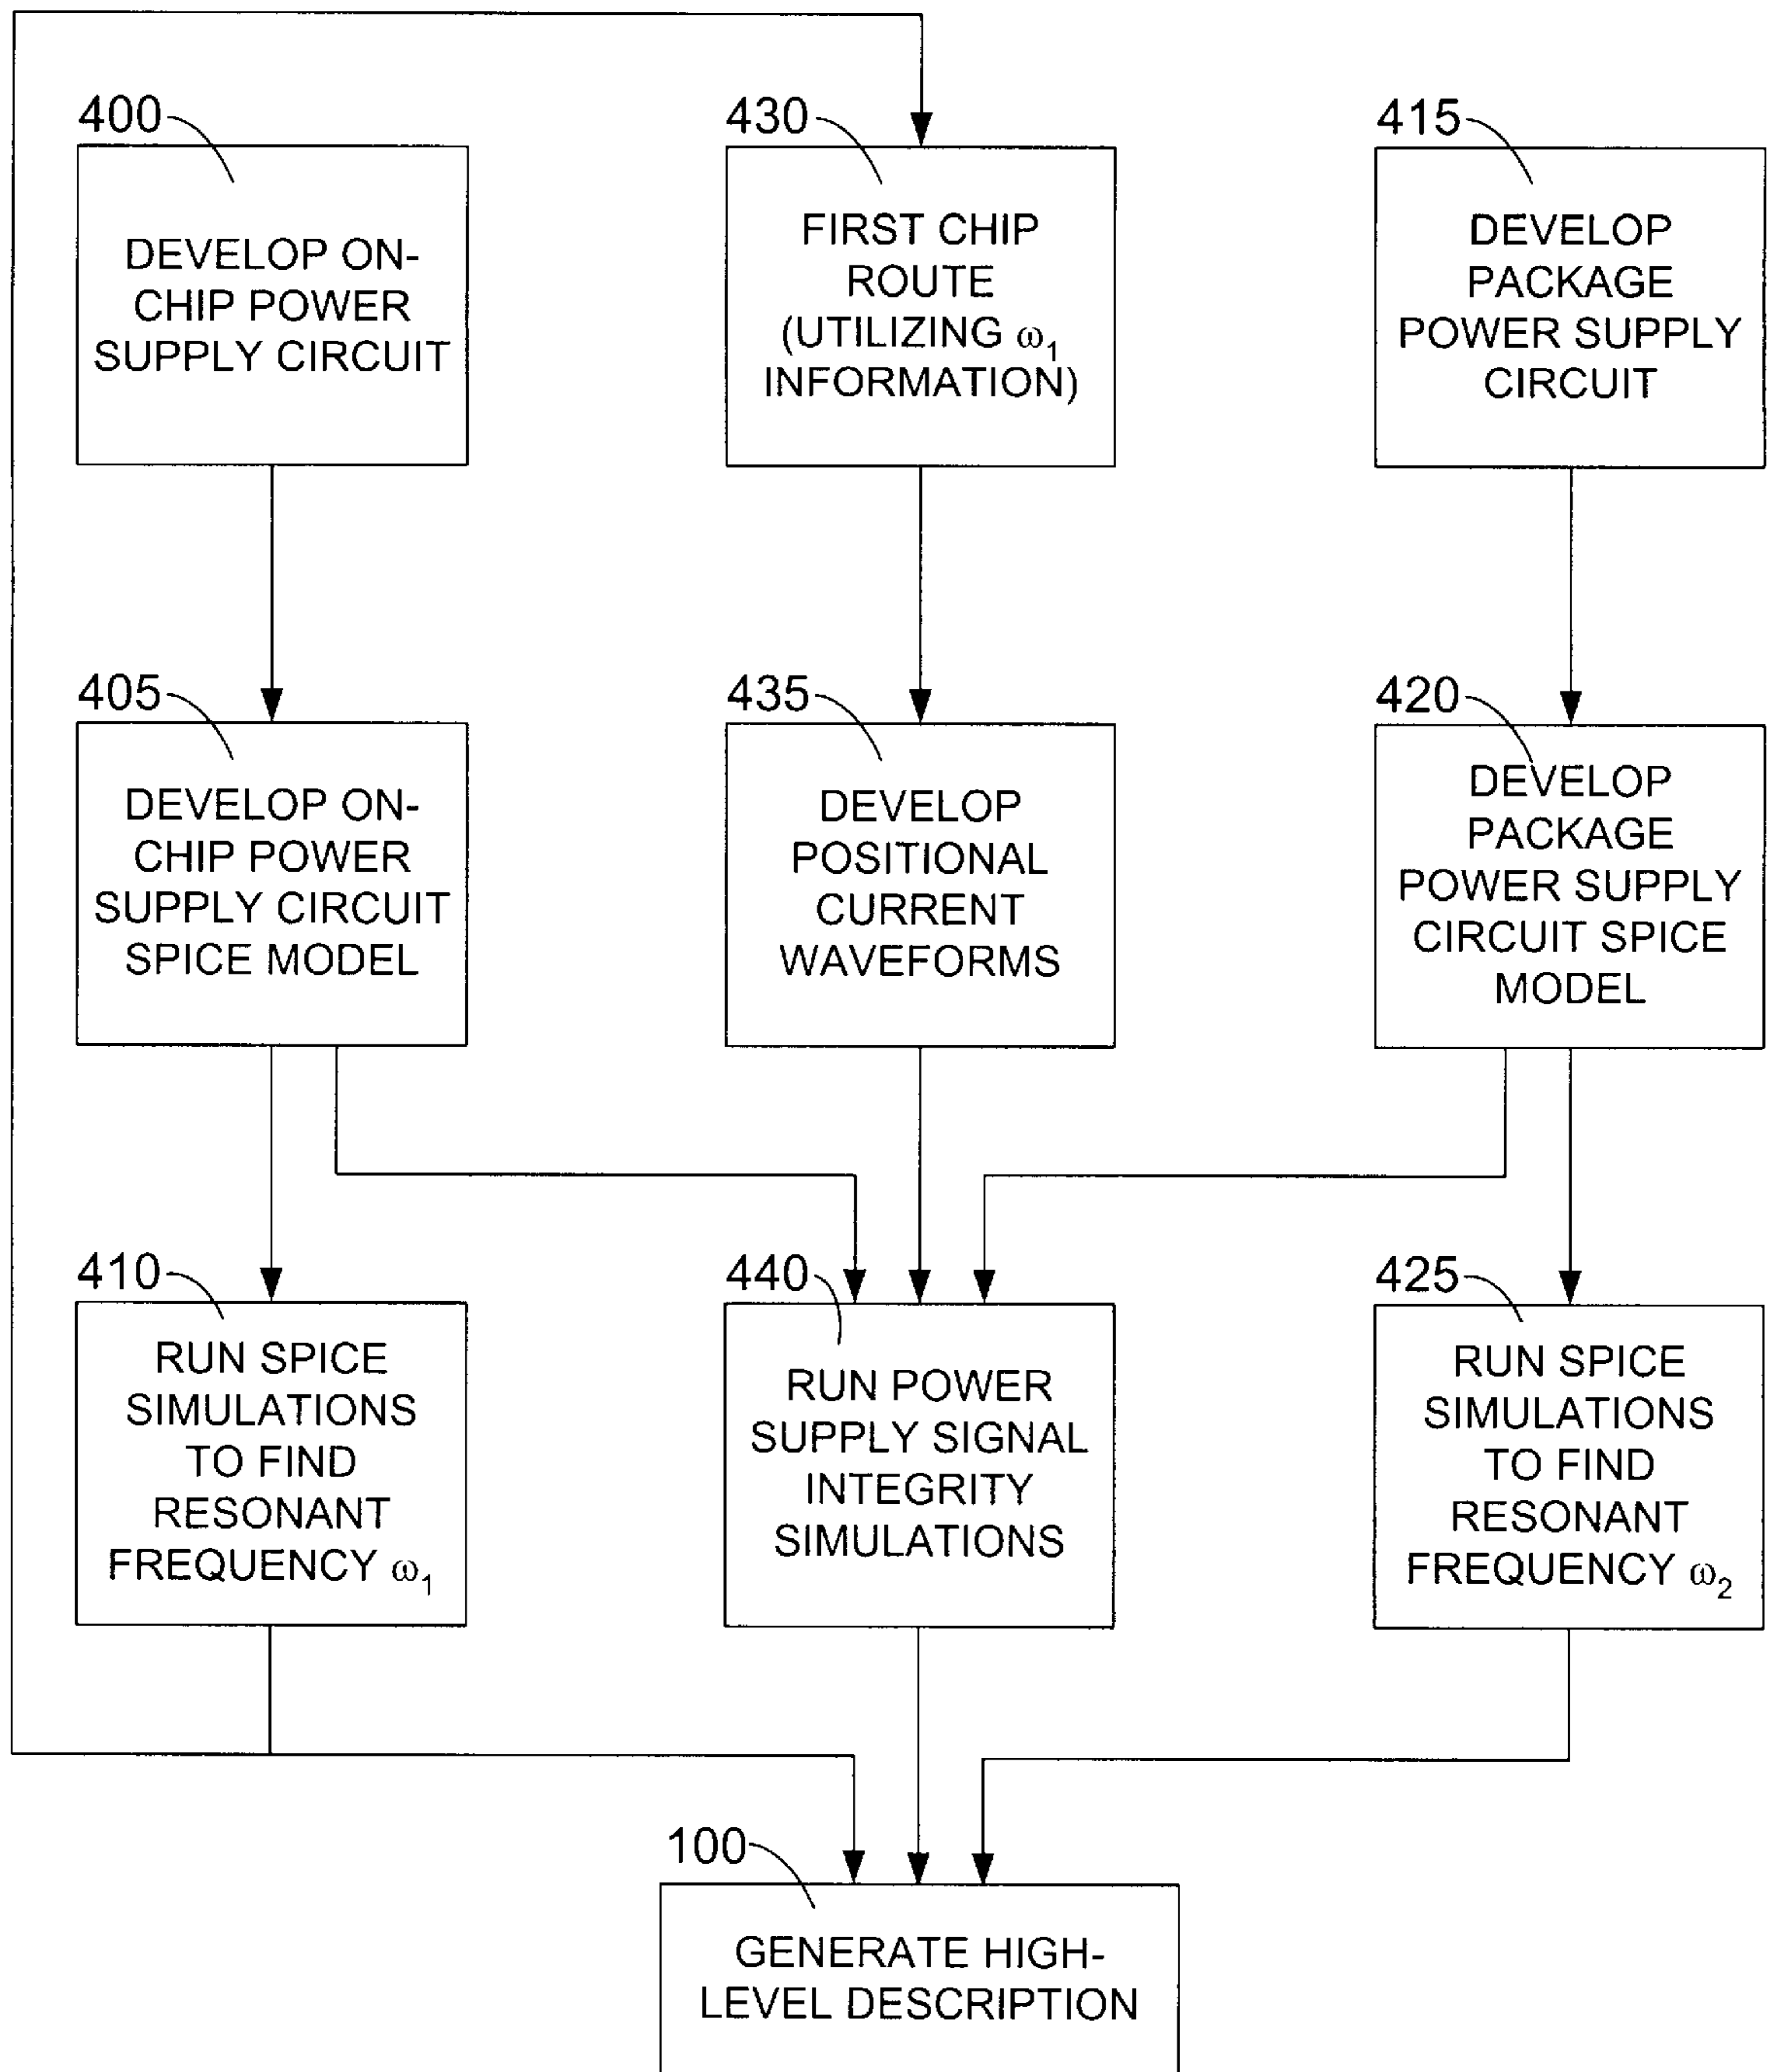 400
DEVELOP ON-
CHIP POWER
SUPPLY CIRCUIT
430
FIRST CHIP
ROUTE
(UTILIZING ω₁
INFORMATION)
415
DEVELOP
PACKAGE
POWER SUPPLY
CIRCUIT
405
DEVELOP ON-
CHIP POWER
SUPPLY CIRCUIT
SPICE MODEL
435
DEVELOP
POSITIONAL
CURRENT
WAVEFORMS
420
DEVELOP
PACKAGE
POWER SUPPLY
CIRCUIT SPICE
MODEL
410
RUN SPICE
SIMULATIONS
TO FIND
RESONANT
FREQUENCY ω₁
440
RUN POWER
SUPPLY SIGNAL
INTEGRITY
SIMULATIONS
425
RUN SPICE
SIMULATIONS
TO FIND
RESONANT
FREQUENCY ω₂
100
GENERATE HIGH-
LEVEL DESCRIPTION